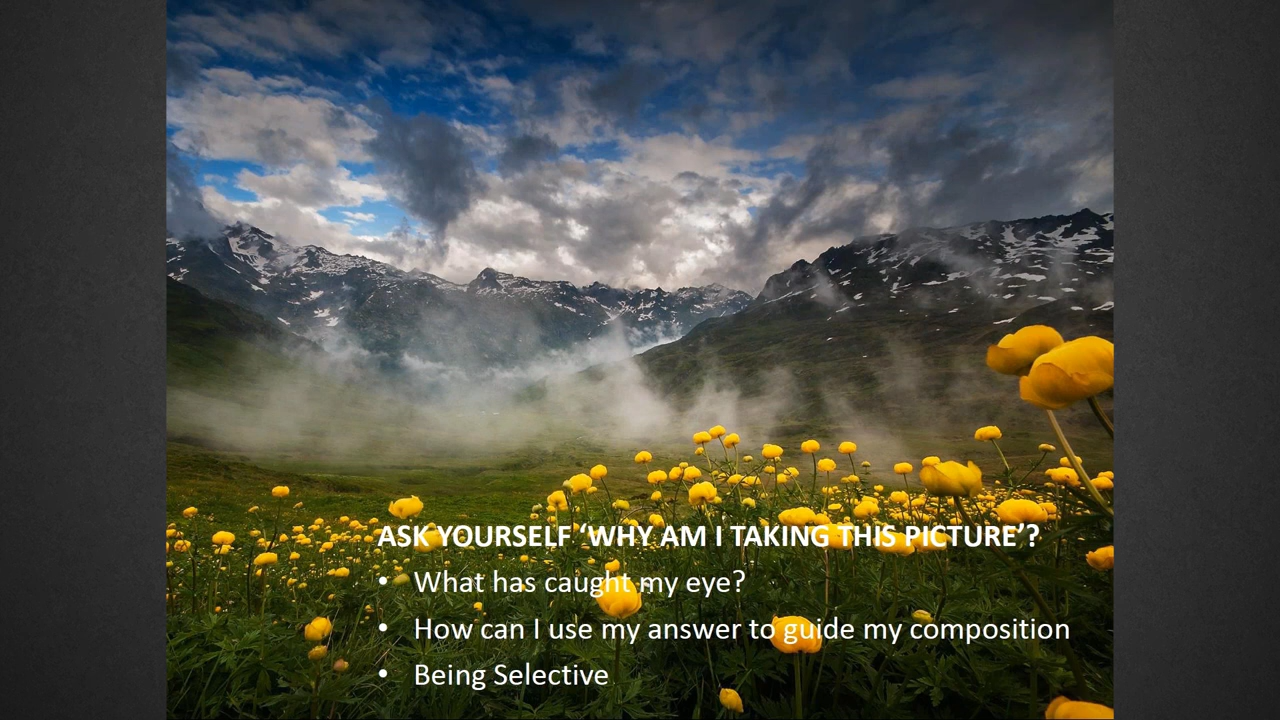 ASK YOURSELF ‘WHY AM I TAKING THIS PICTURE’?
• What has caught my eye?
• How can I use my answer to guide my composition
• Being Selective